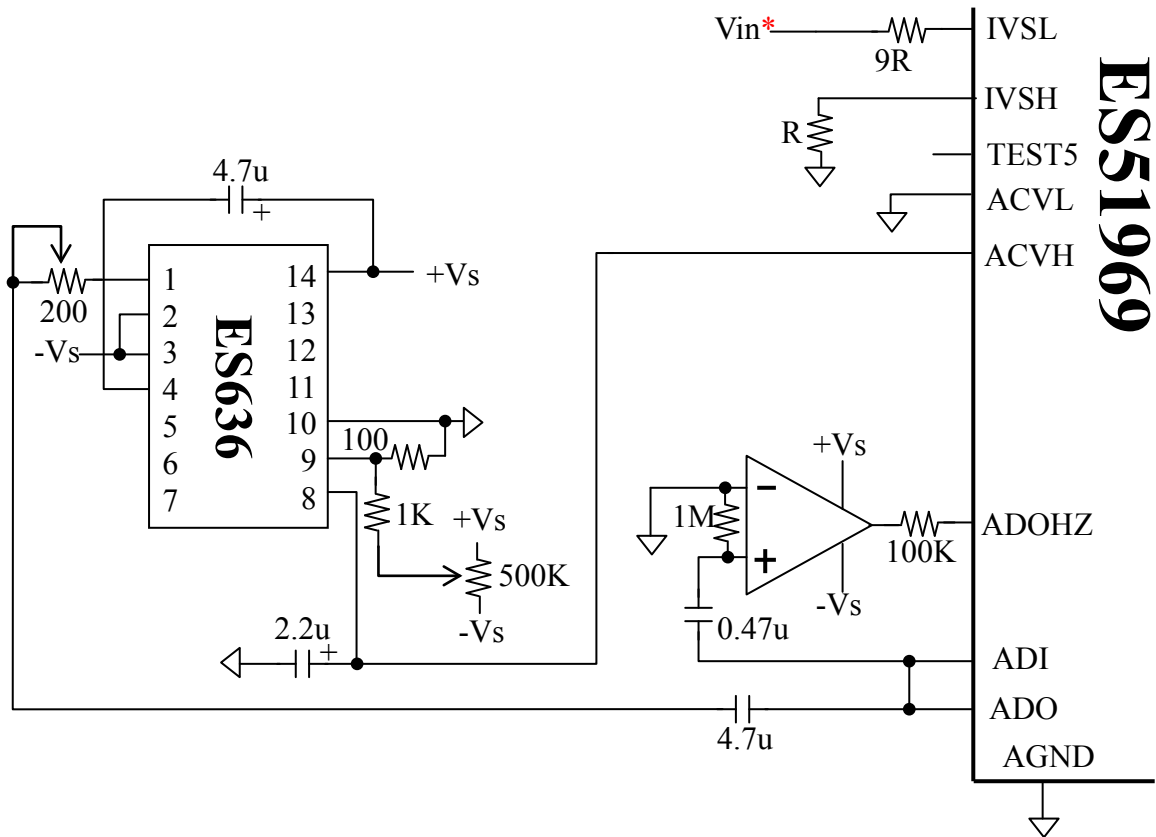 Vin*
9R
IVSL
R
IVSH
TEST5
ACVL
ACVH
ES51969
4.7u
+
200
-Vs
1
2
3
4
5
6
7
ES636
14
13
12
11
10
9
8
+Vs
100
1K
+Vs
500K
-Vs
2.2u
+
+Vs
1M
-
+
-Vs
100K
ADOHZ
0.47u
ADI
ADO
4.7u
AGND